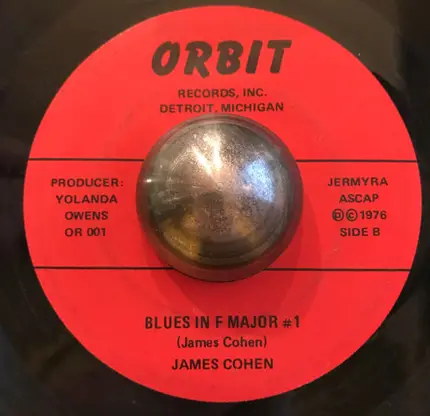 ORBIT
RECORDS, INC.
DETROIT, MICHIGAN
PRODUCER:
YOLANDA
OWENS
OR 001
JERMYRA
ASCAP
Ⓟ©1976
SIDE B
BLUES IN F MAJOR #1
(James Cohen)
JAMES COHEN